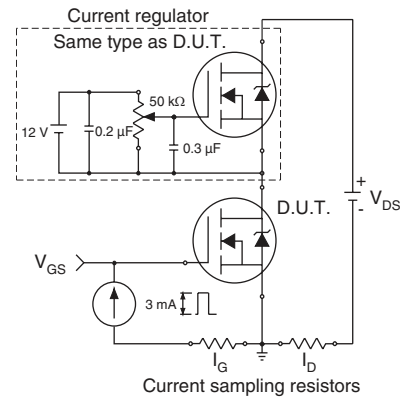 Current regulator
Same type as D.U.T.
50 kΩ
12 V
0.2 µF
0.3 µF
+
V_DS
-
D.U.T.
V_GS
3 mA
I_G
I_D
Current sampling resistors